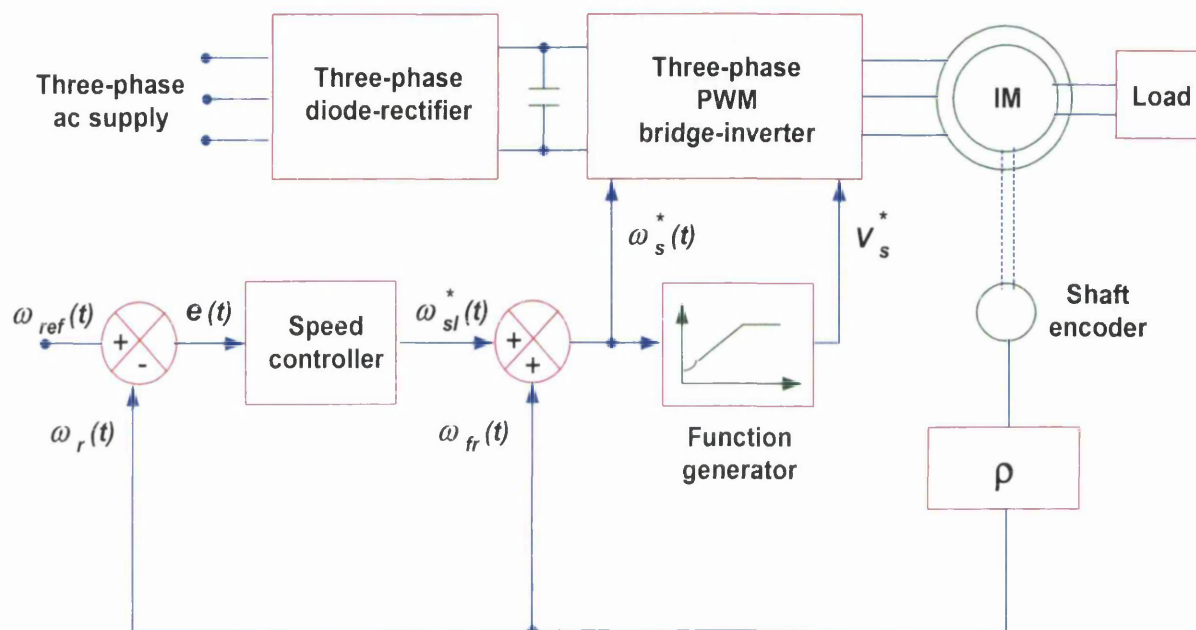 Three-phase
ac supply
Three-phase
diode-rectifier
Three-phase
PWM
bridge-inverter
IM
Load
ω*s(t)
V*s
ωref(t)
+
-
e(t)
Speed
controller
ω*sl(t)
+
+
Shaft
encoder
ωr(t)
ωfr(t)
Function
generator
ρ